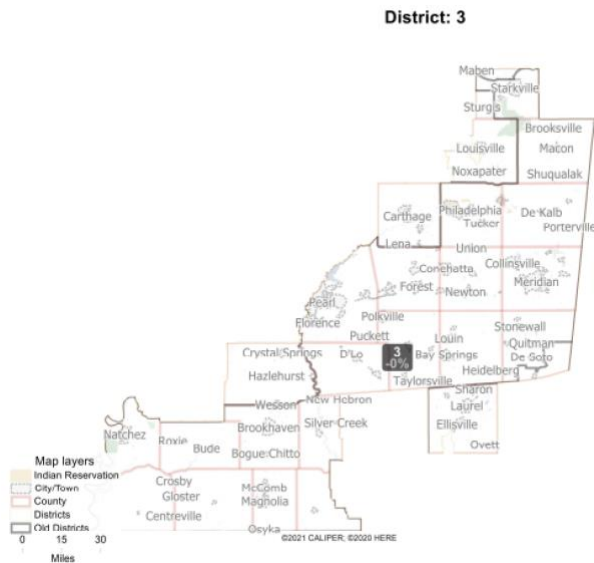 District: 3
Maben
Starkville
Sturgis
Brooksville
Louisville
Macon
Noxapater
Shuqualak
Carthage
Philadelphia
Tucker
De Kalb
Porterville
Lena
Union
Conehatta
Collinsville
Forest
Meridian
Pearl
Newton
Florence
Polkville
Puckett
Stonewall
Louin
Crystal Springs
D'Lo
3
-0%
Bay Springs
Quitman
De Soto
Hazlehurst
Taylorsville
Heidelberg
Sharon
Wesson
New Hebron
Laurel
Natchez
Roxie
Bude
Brookhaven
Silver Creek
Ellisville
Bogue Chitto
Ovett
Map layers
Indian Reservation
City/Town
County
Districts
Old Districts
0 15 30
Miles
Crosby
Gloster
McComb
Magnolia
Centreville
Osyka
©2021 CALIPER; ©2020 HERE